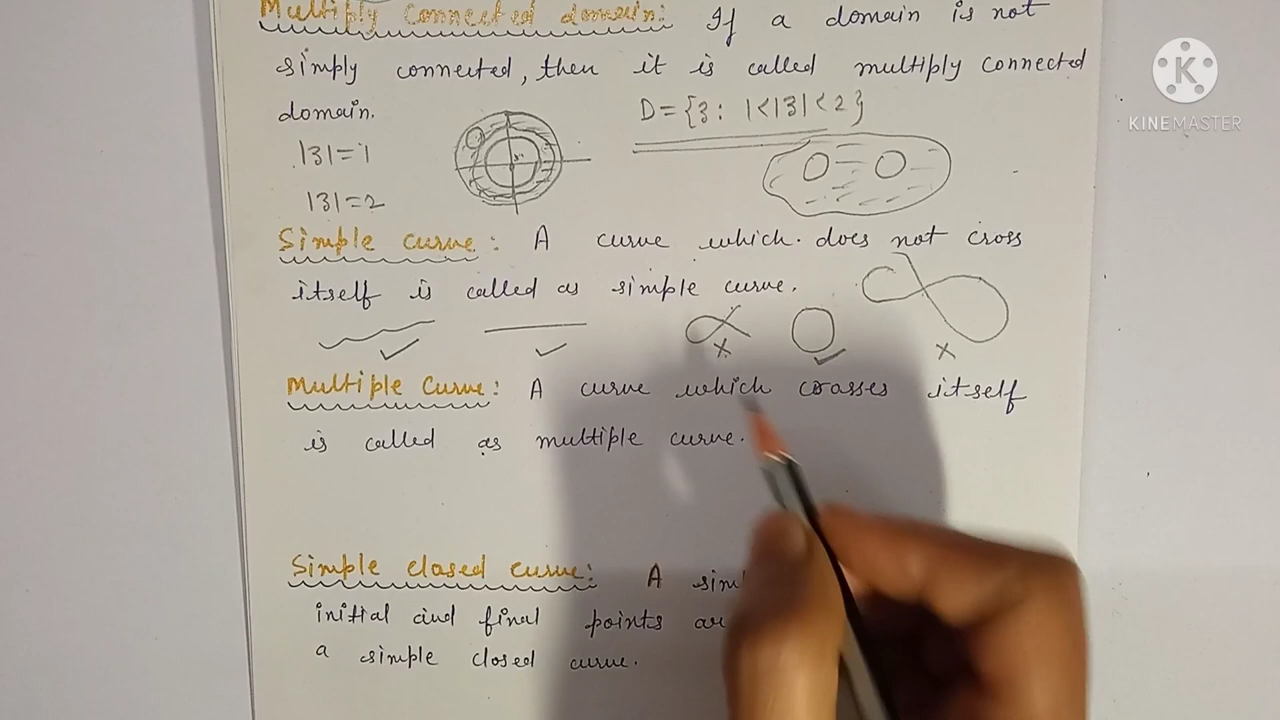 Multiply connected domain: If a domain is not
simply connected, then it is called multiply connected
domain.
D = {z : 1<|z|<2}
|z|=1
|z|=2
Simple curve: A curve which does not cross
itself is called as simple curve.
Multiple Curve: A curve which crosses itself
is called as multiple curve.
Simple closed curve: A
initial and final points
a simple closed curve.
KINEMASTER